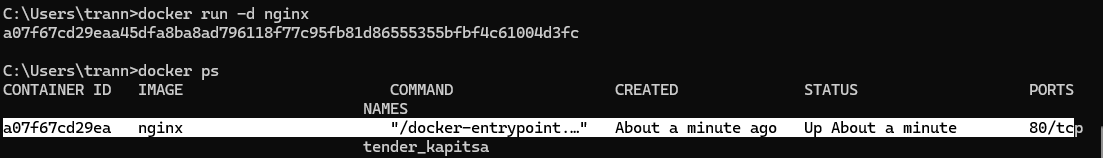 C:\Users\trann>docker run -d nginx
a07f67cd29eaa45dfa8ba8ad796118f77c95fb81d86555355bfbf4c61004d3fc
C:\Users\trann>docker ps
CONTAINER ID   IMAGE                    COMMAND                  CREATED              STATUS              PORTS
NAMES
a07f67cd29ea   nginx                    "/docker-entrypoint.…"   About a minute ago   Up About a minute   80/tcp
tender_kapitsa